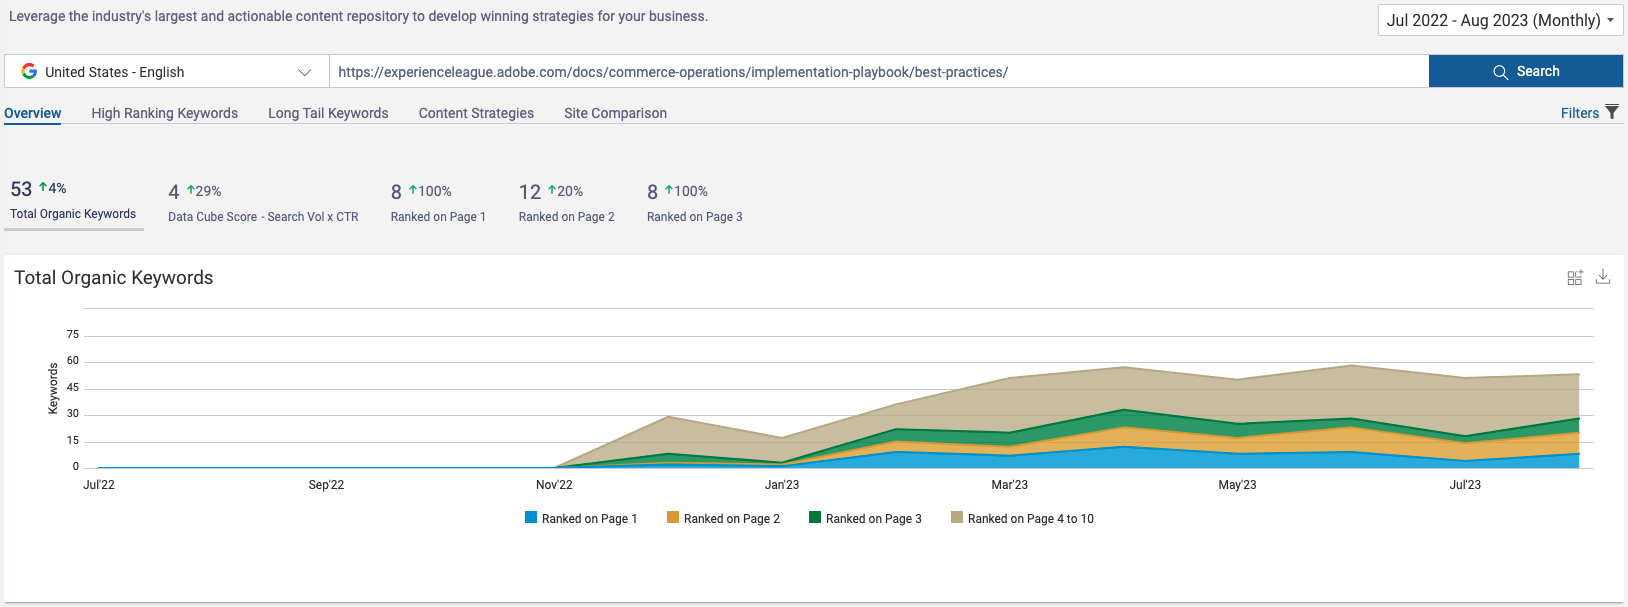 Leverage the industry's largest and actionable content repository to develop winning strategies for your business.
Jul 2022 - Aug 2023 (Monthly)
United States - English
https://experienceleague.adobe.com/docs/commerce-operations/implementation-playbook/best-practices/
Search
Overview High Ranking Keywords Long Tail Keywords Content Strategies Site Comparison Filters
53 ↑4% 4 ↑29% 8 ↑100% 12 ↑20% 8 ↑100%
Total Organic Keywords Data Cube Score - Search Vol x CTR Ranked on Page 1 Ranked on Page 2 Ranked on Page 3
Total Organic Keywords
Keywords
75
60
45
30
15
0
Jul'22 Sep'22 Nov'22 Jan'23 Mar'23 May'23 Jul'23
Ranked on Page 1 Ranked on Page 2 Ranked on Page 3 Ranked on Page 4 to 10